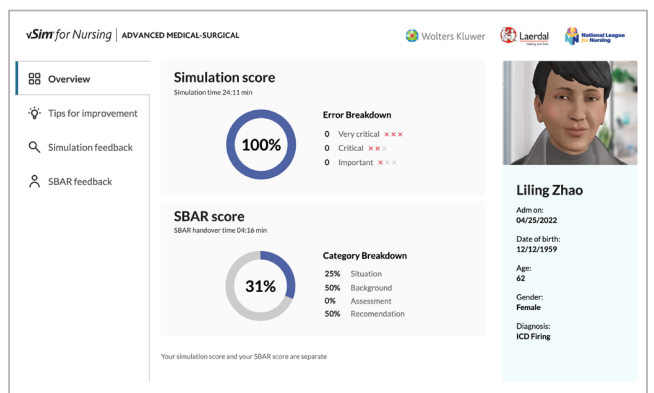 vSim for Nursing | ADVANCED MEDICAL-SURGICAL
Wolters Kluwer
Laerdal
helping save lives
National League
for Nursing
Overview
Tips for improvement
Simulation feedback
SBAR feedback
Simulation score
Simulation time 24:11 min
100%
Error Breakdown
0 Very critical ×××
0 Critical ×××
0 Important ×××
SBAR score
SBAR handover time 04:16 min
31%
Category Breakdown
25% Situation
50% Background
0% Assessment
50% Recomendation
Your simulation score and your SBAR score are separate
Liling Zhao
Adm on:
04/25/2022
Date of birth:
12/12/1959
Age:
62
Gender:
Female
Diagnosis:
ICD Firing